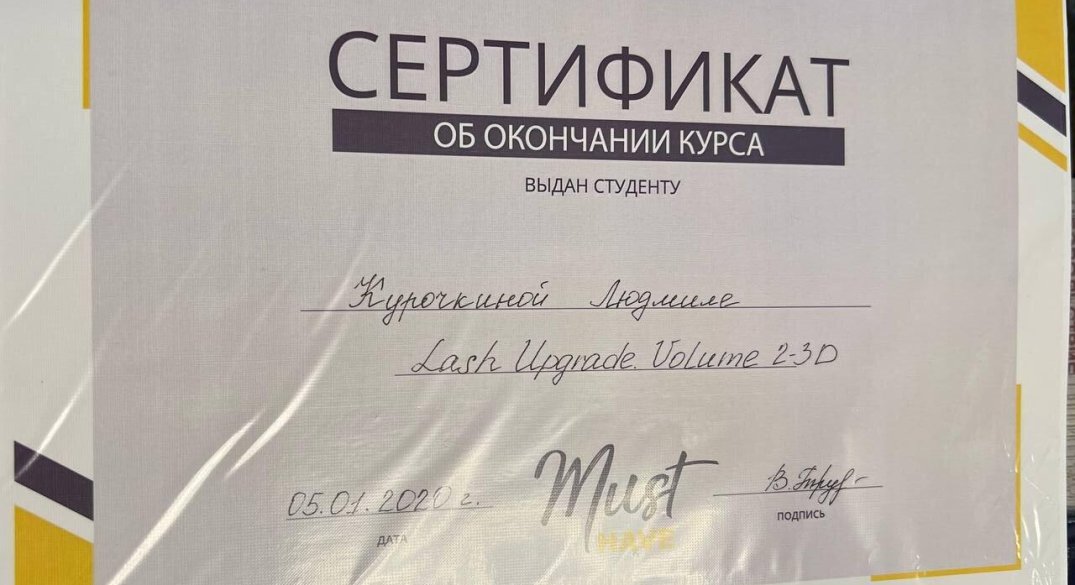 СЕРТИФИКАТ
ОБ ОКОНЧАНИИ КУРСА
ВЫДАН СТУДЕНТУ
Курочкиной Людмиле
Lash Upgrade. Volume 2-3D
05.01.2020 г.
ДАТА
Must
HAVE
ПОДПИСЬ